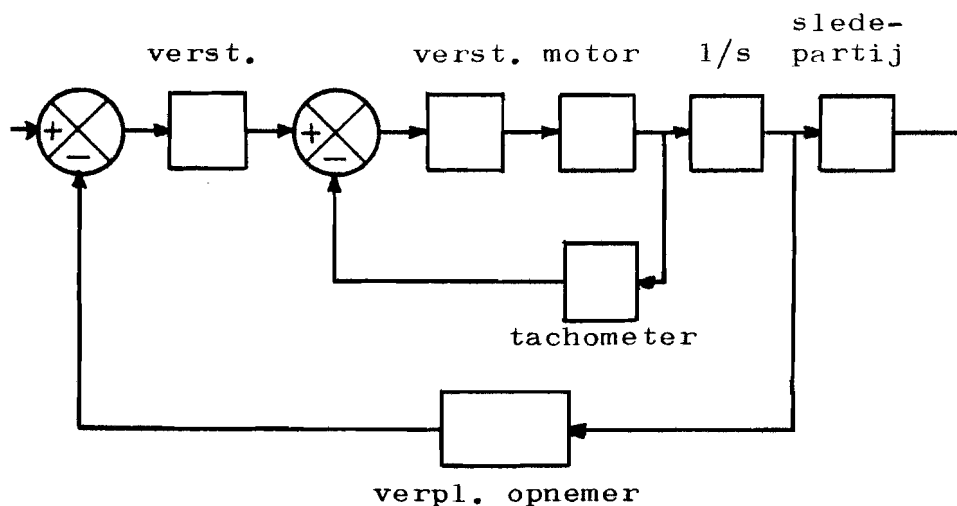 slede-
verst.
verst. motor
1/s
partij
+
−
+
−
tachometer
verpl. opnemer